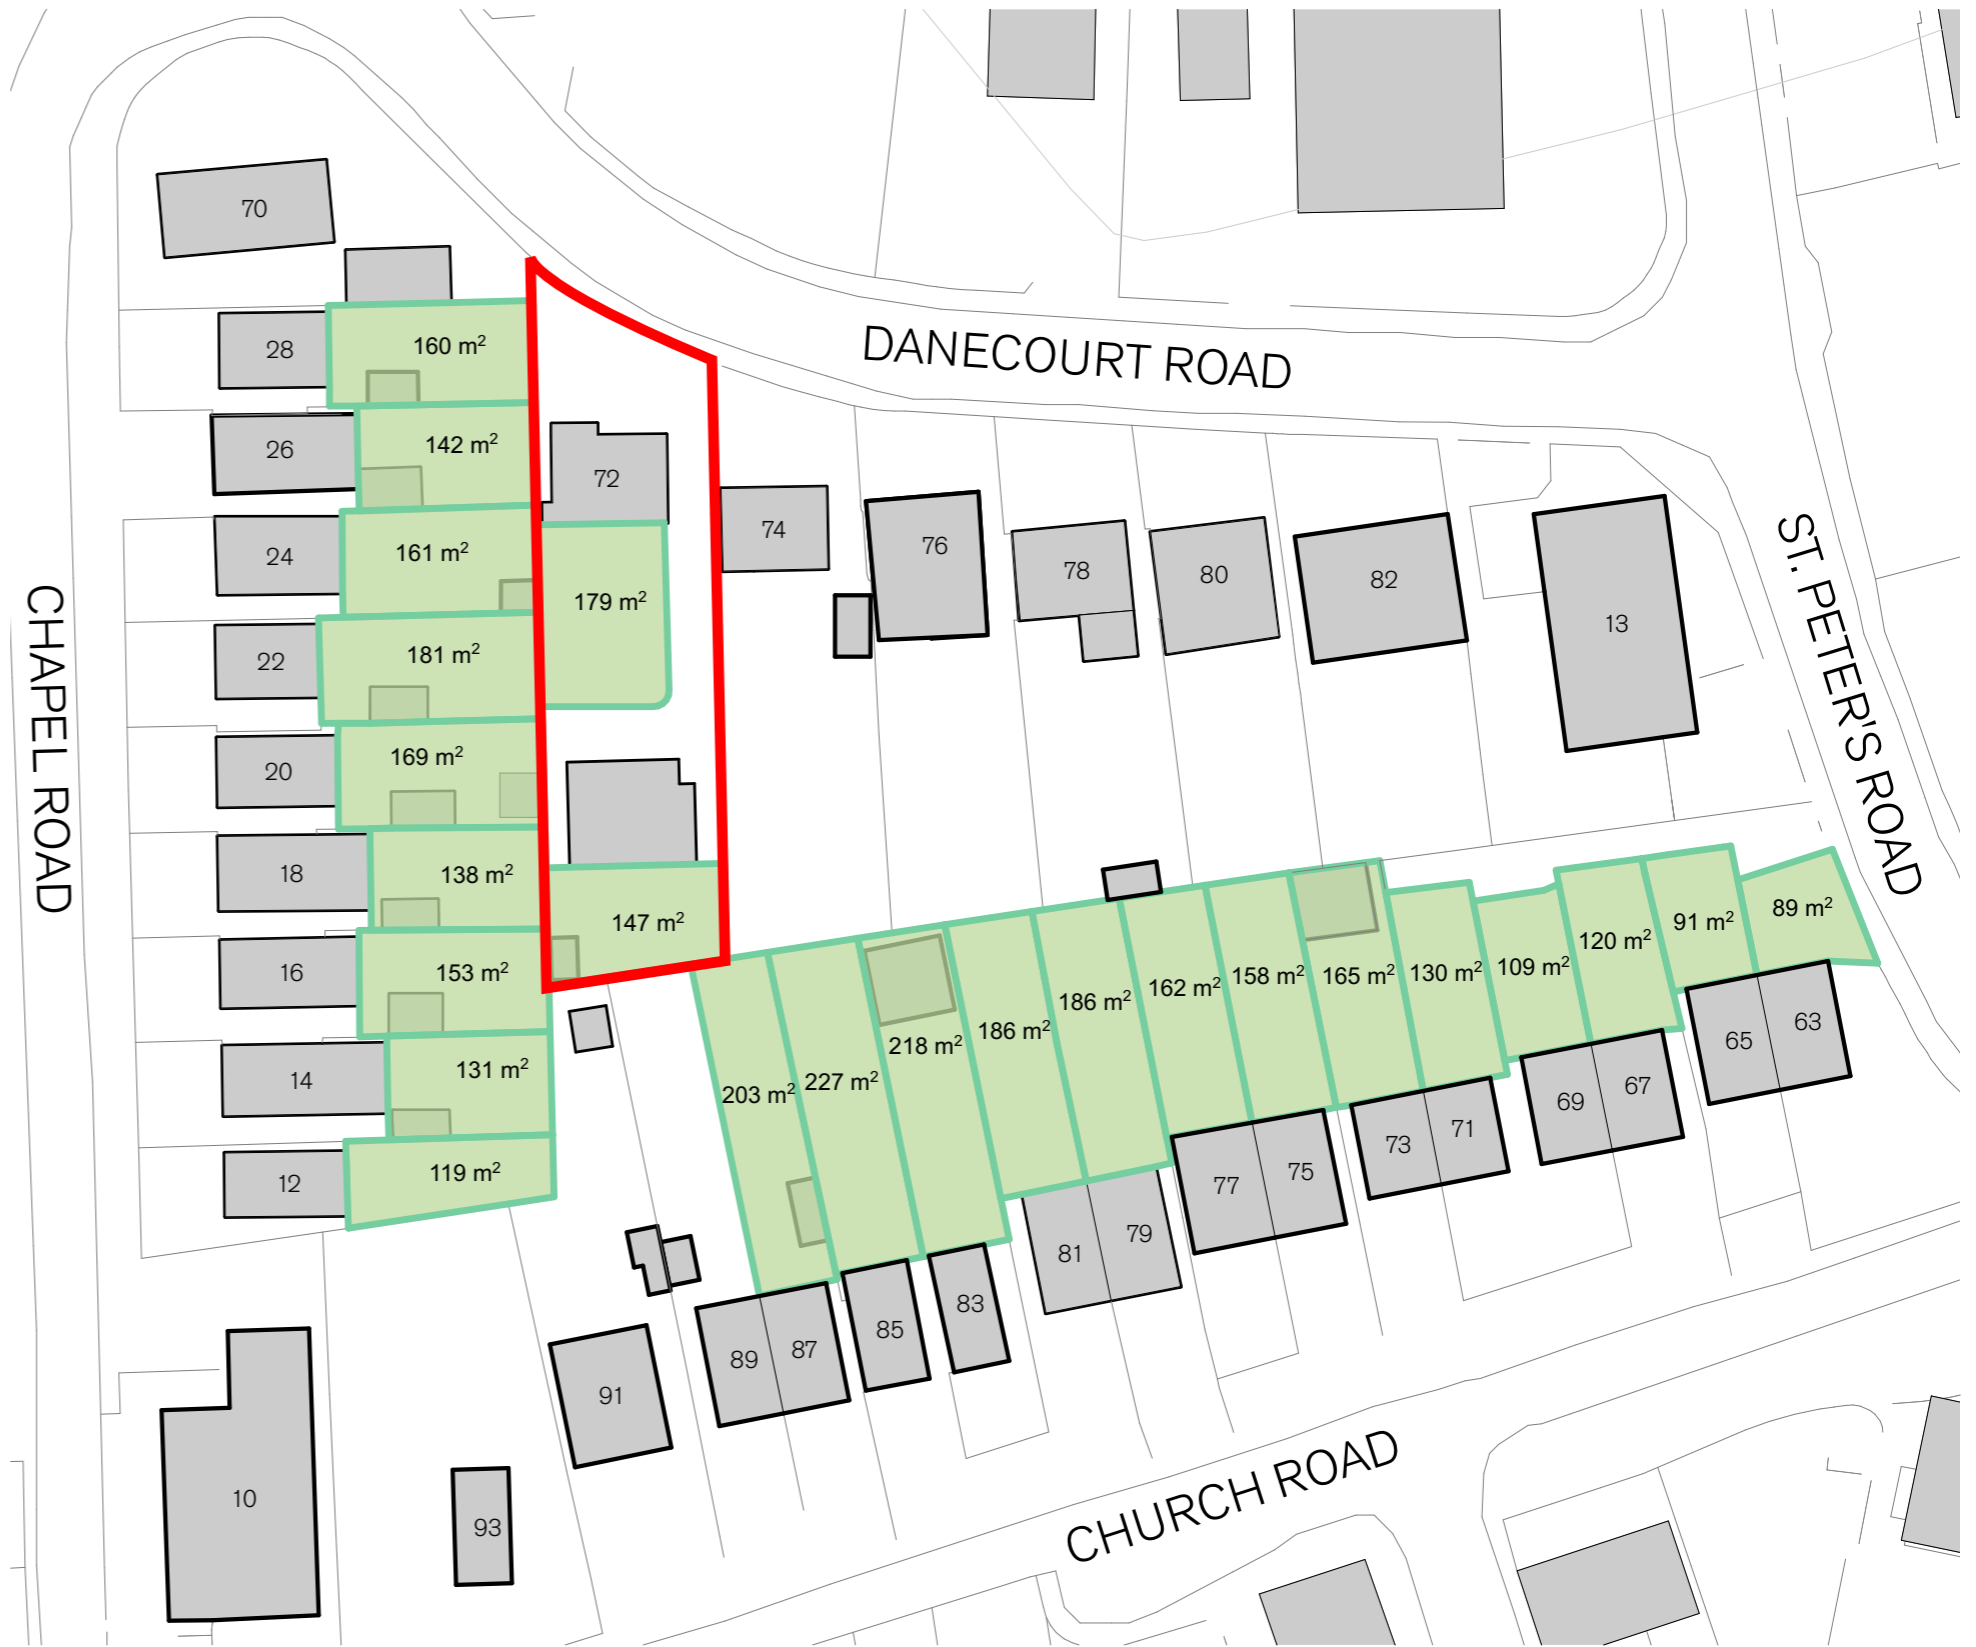 70
28
160 m²
26
142 m²
24
161 m²
22
181 m²
20
169 m²
18
138 m²
16
153 m²
14
131 m²
12
119 m²
10
93
91
CHAPEL ROAD
72
179 m²
147 m²
DANECOURT ROAD
74
76
78
80
82
13
ST. PETER'S ROAD
203 m²
227 m²
218 m²
186 m²
186 m²
162 m²
158 m²
165 m²
130 m²
109 m²
120 m²
91 m²
89 m²
89
87
85
83
81
79
77
75
73
71
69
67
65
63
CHURCH ROAD